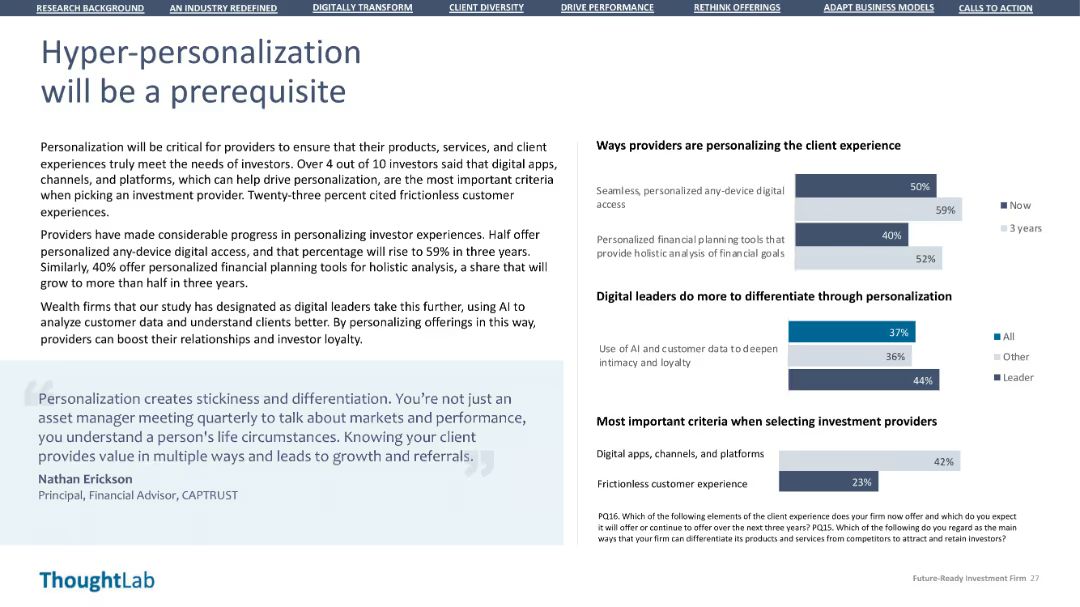 RESEARCH BACKGROUND AN INDUSTRY REDEFINED DIGITALLY TRANSFORM CLIENT DIVERSITY DRIVE PERFORMANCE RETHINK OFFERINGS ADAPT BUSINESS MODELS CALLS TO ACTION
Hyper-personalization
will be a prerequisite
Personalization will be critical for providers to ensure that their products, services, and client
experiences truly meet the needs of investors. Over 4 out of 10 investors said that digital apps,
channels, and platforms, which can help drive personalization, are the most important criteria
when picking an investment provider. Twenty-three percent cited frictionless customer
experiences.
Providers have made considerable progress in personalizing investor experiences. Half offer
personalized any-device digital access, and that percentage will rise to 59% in three years.
Similarly, 40% offer personalized financial planning tools for holistic analysis, a share that will
grow to more than half in three years.
Wealth firms that our study has designated as digital leaders take this further, using AI to
analyze customer data and understand clients better. By personalizing offerings in this way,
providers can boost their relationships and investor loyalty.
“
Personalization creates stickiness and differentiation. You’re not just an
asset manager meeting quarterly to talk about markets and performance,
you understand a person's life circumstances. Knowing your client
provides value in multiple ways and leads to growth and referrals.
”
Nathan Erickson
Principal, Financial Advisor, CAPTRUST
Ways providers are personalizing the client experience
Seamless, personalized any-device digital
access
50%
59%
Personalized financial planning tools that
provide holistic analysis of financial goals
40%
52%
Now
3 years
Digital leaders do more to differentiate through personalization
Use of AI and customer data to deepen
intimacy and loyalty
37%
36%
44%
All
Other
Leader
Most important criteria when selecting investment providers
Digital apps, channels, and platforms
42%
Frictionless customer experience
23%
PQ16. Which of the following elements of the client experience does your firm now offer and which do you expect
it will offer or continue to offer over the next three years? PQ15. Which of the following do you regard as the main
ways that your firm can differentiate its products and services from competitors to attract and retain investors?
ThoughtLab
Future-Ready Investment Firm 27